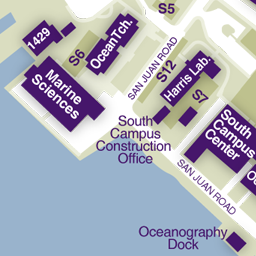 S5
1429
S6
OceanTch.
SAN JUAN ROAD
S12
Harris Lab.
S7
Marine
Sciences
South
Campus
Center
South
Campus
Construction
Office
SAN JUAN ROAD
Oceanography
Dock